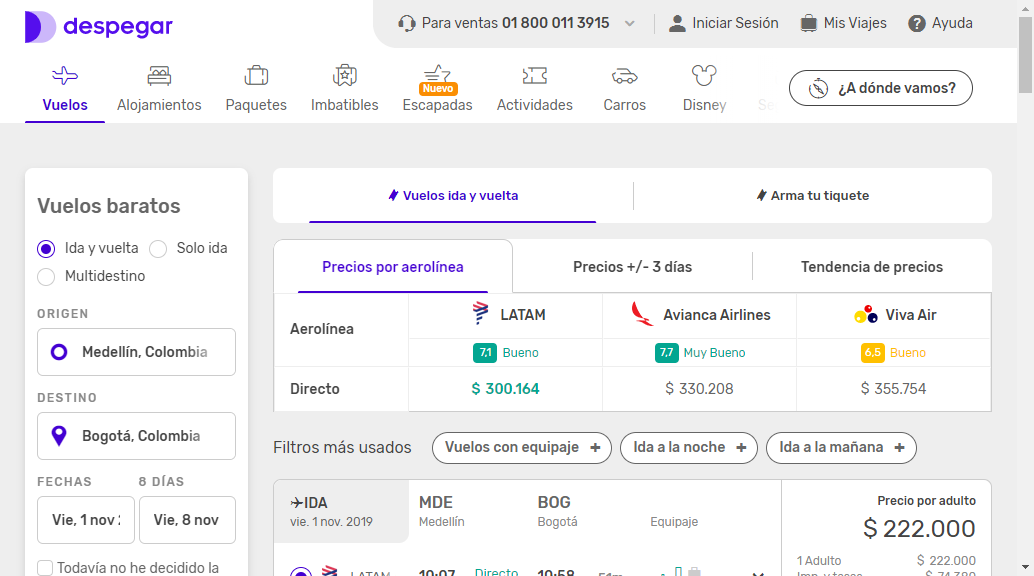 despegar
Para ventas 01 800 011 3915
Iniciar Sesión
Mis Viajes
Ayuda
Vuelos
Alojamientos
Paquetes
Imbatibles
Nuevo
Escapadas
Actividades
Carros
Disney
¿A dónde vamos?
Vuelos baratos
Ida y vuelta
Solo ida
Multidestino
ORIGEN
Medellín, Colombia
DESTINO
Bogotá, Colombia
FECHAS
8 DÍAS
Vie, 1 nov
Vie, 8 nov
Todavía no he decidido la
Vuelos ida y vuelta
Arma tu tiquete
Precios por aerolínea
Precios +/- 3 días
Tendencia de precios
Aerolínea
LATAM
Avianca Airlines
Viva Air
7,1 Bueno
7,7 Muy Bueno
6,5 Bueno
Directo
$ 300.164
$ 330.208
$ 355.754
Filtros más usados
Vuelos con equipaje +
Ida a la noche +
Ida a la mañana +
IDA
vie. 1 nov. 2019
MDE
Medellín
BOG
Bogotá
Equipaje
LATAM
10:07
Directo
10:58
51m
Precio por adulto
$ 222.000
1 Adulto
$ 222.000
Imp. y tasas
$ 74.380